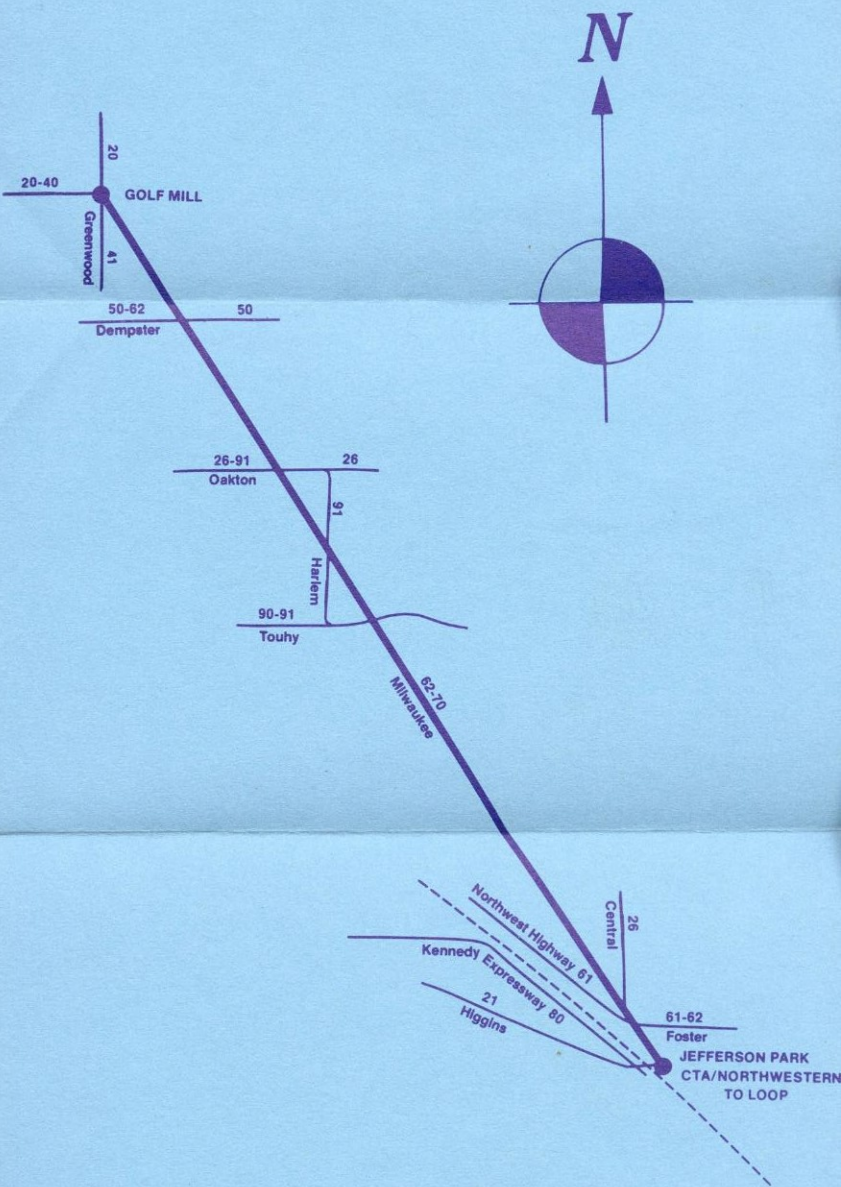 N
20
20-40
GOLF MILL
Greenwood
41
50-62
50
Dempster
26-91
26
Oakton
91
Harlem
90-91
Touhy
62-70
Milwaukee
Northwest Highway 61
Central
26
Kennedy Expressway 80
21
Higgins
61-62
Foster
JEFFERSON PARK
CTA/NORTHWESTERN
TO LOOP